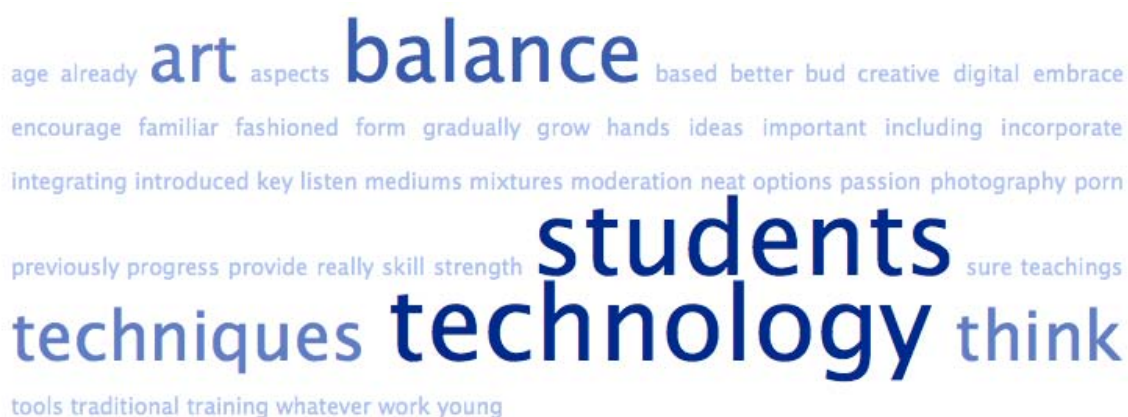 age already art aspects balance based better bud creative digital embrace
encourage familiar fashioned form gradually grow hands ideas important including incorporate
integrating introduced key listen mediums mixtures moderation neat options passion photography porn
previously progress provide really skill strength students sure teachings
techniques technology think
tools traditional training whatever work young